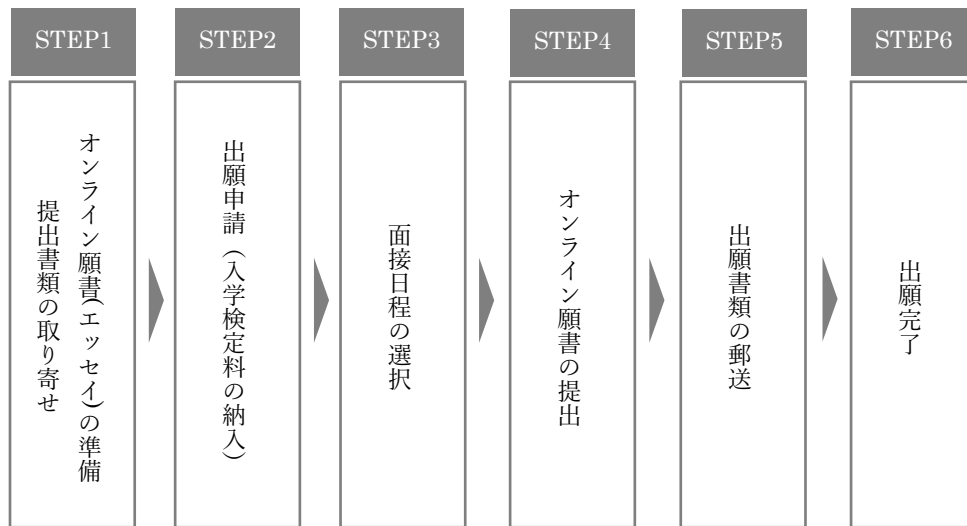 STEP1
オンライン願書(エッセイ)の準備
提出書類の取り寄せ
STEP2
出願申請（入学検定料の納入）
STEP3
面接日程の選択
STEP4
オンライン願書の提出
STEP5
出願書類の郵送
STEP6
出願完了